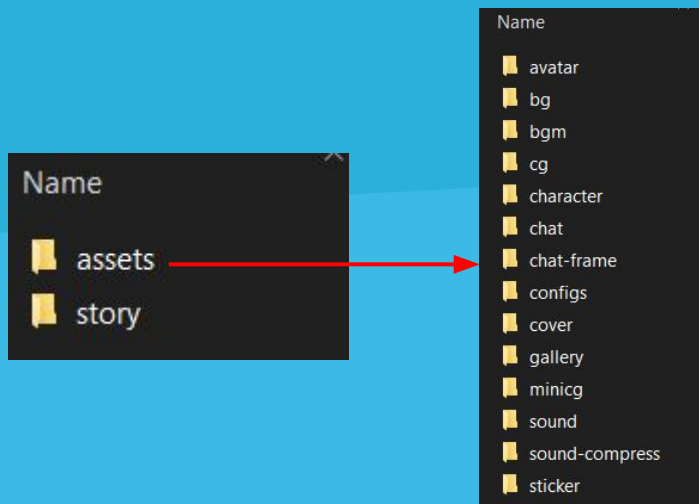 Name
assets
story
Name
avatar
bg
bgm
cg
character
chat
chat-frame
configs
cover
gallery
minicg
sound
sound-compress
sticker